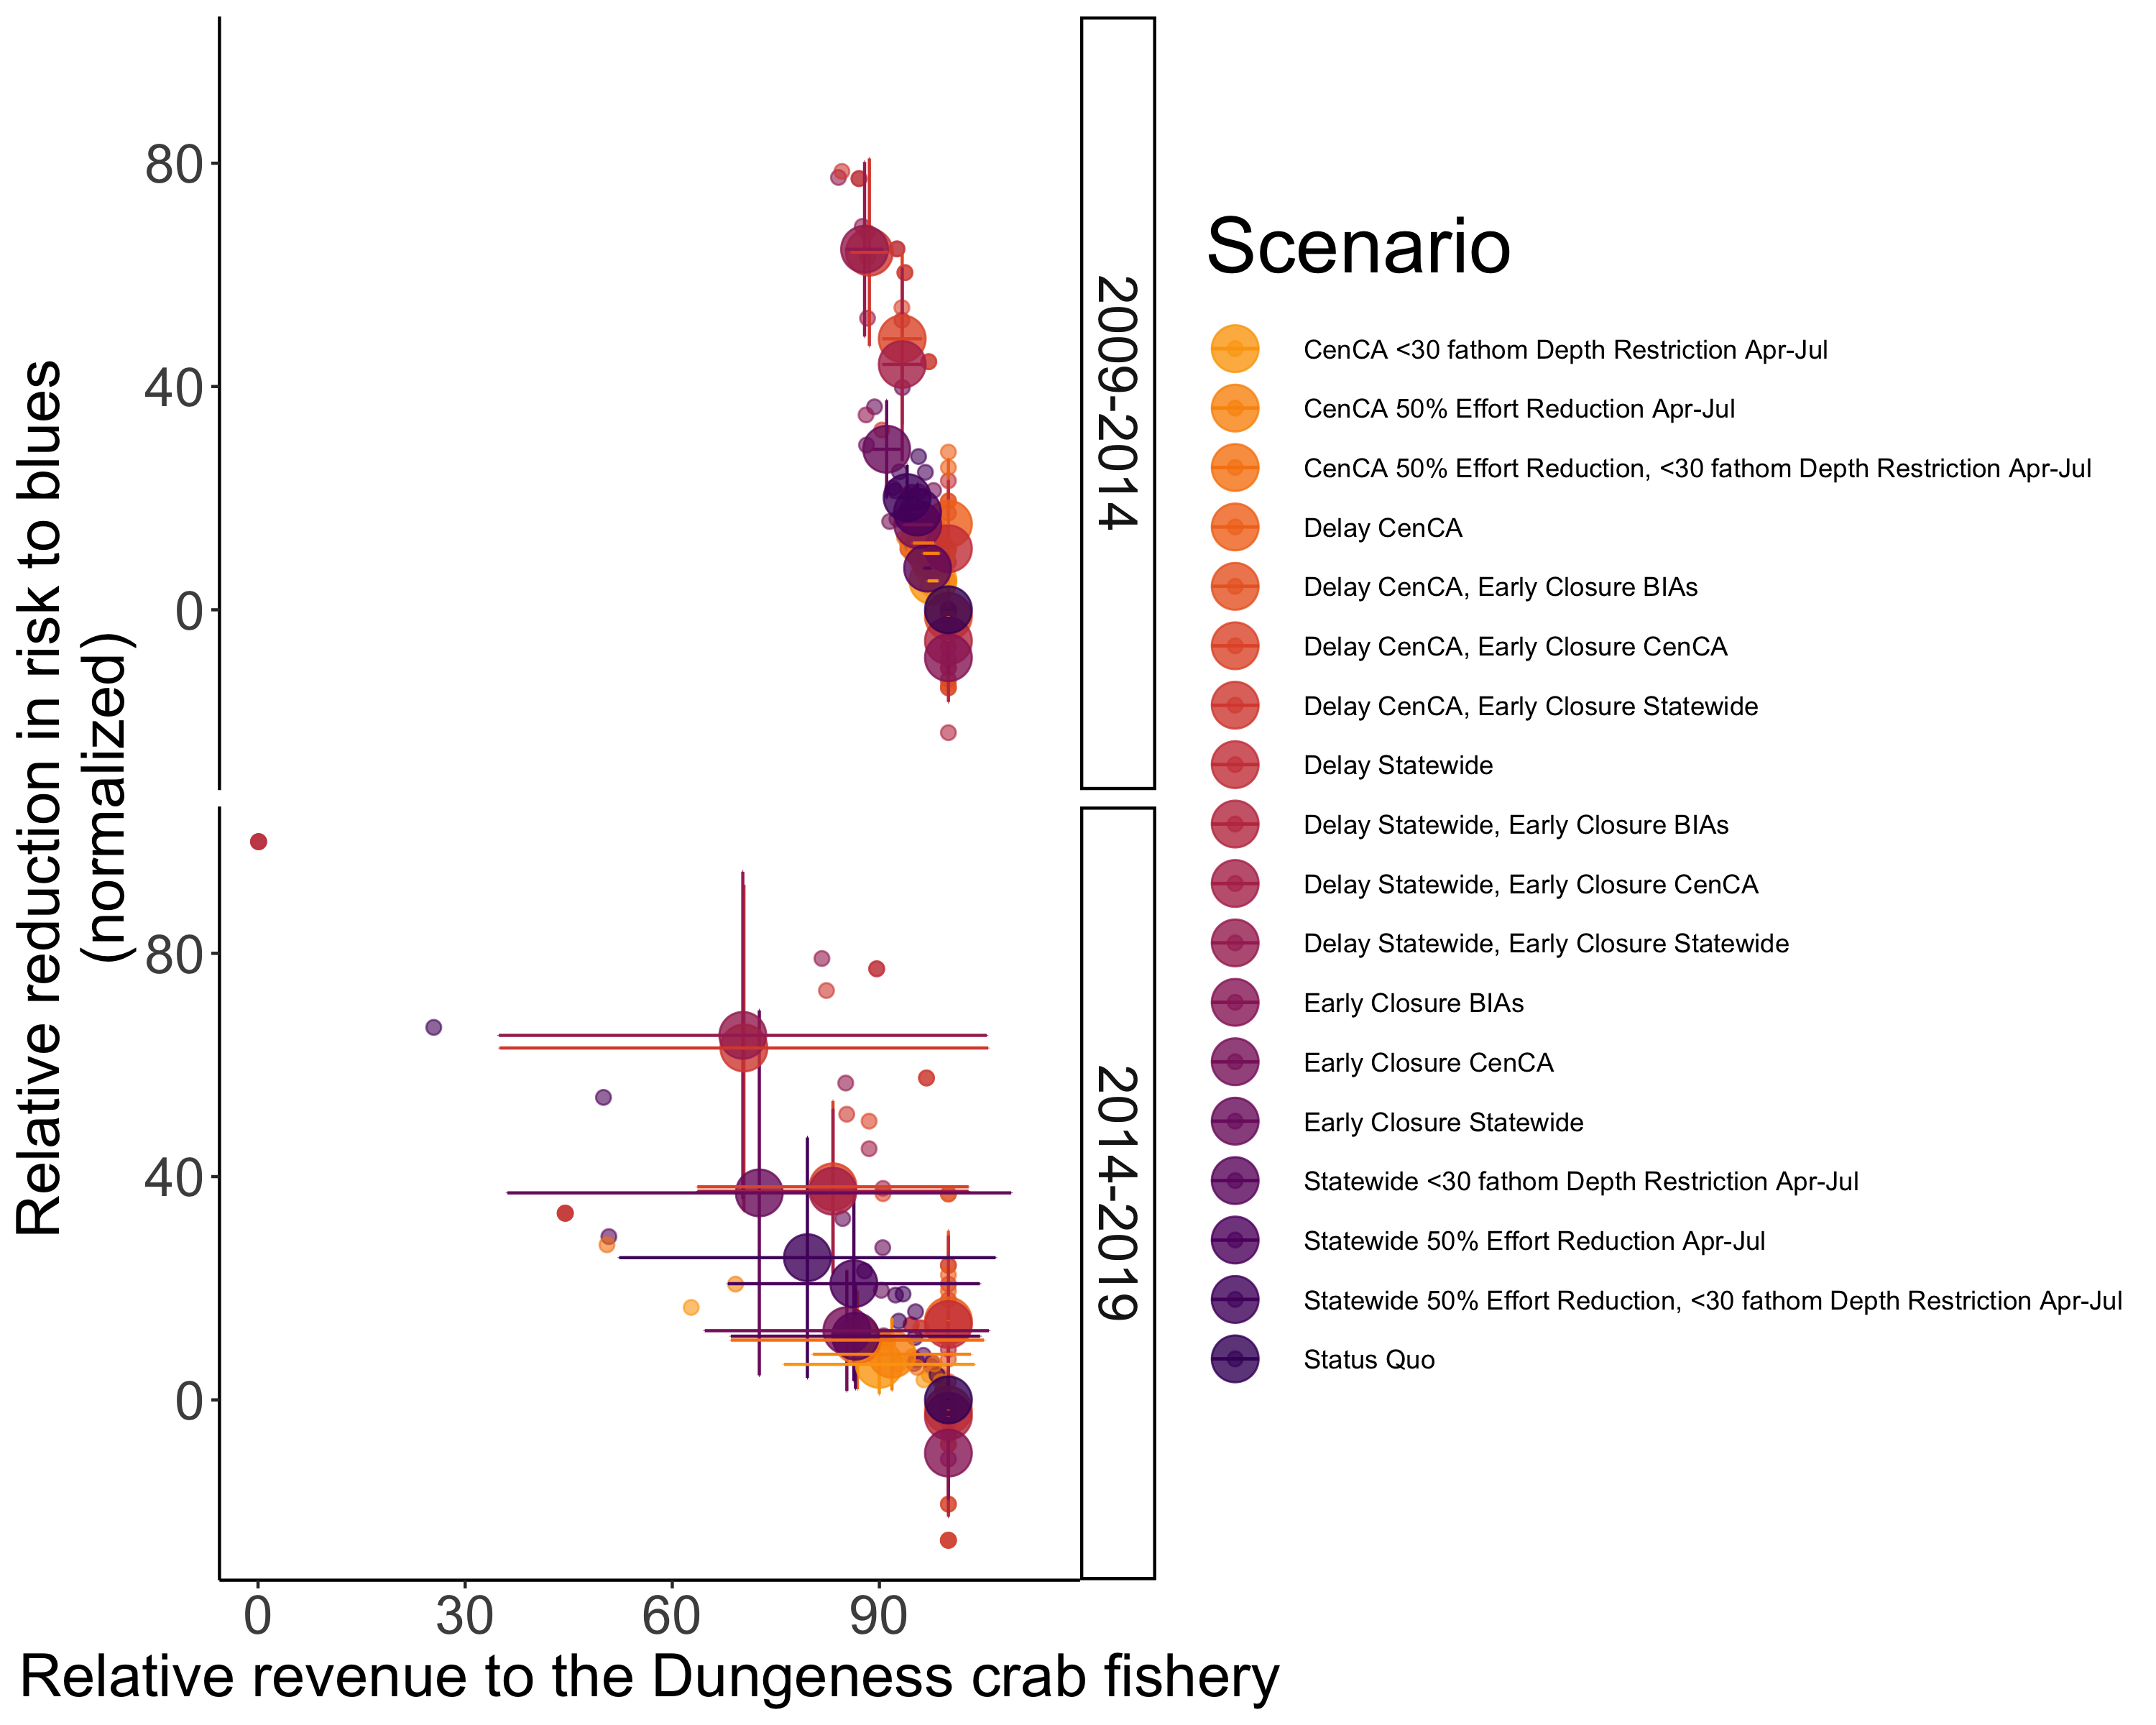 Relative reduction in risk to blues
(normalized)
80
40
0
2009-2014
80
40
0
2014-2019
0 30 60 90
Relative revenue to the Dungeness crab fishery
Scenario
CenCA <30 fathom Depth Restriction Apr-Jul
CenCA 50% Effort Reduction Apr-Jul
CenCA 50% Effort Reduction, <30 fathom Depth Restriction Apr-Jul
Delay CenCA
Delay CenCA, Early Closure BIAs
Delay CenCA, Early Closure CenCA
Delay CenCA, Early Closure Statewide
Delay Statewide
Delay Statewide, Early Closure BIAs
Delay Statewide, Early Closure CenCA
Delay Statewide, Early Closure Statewide
Early Closure BIAs
Early Closure CenCA
Early Closure Statewide
Statewide <30 fathom Depth Restriction Apr-Jul
Statewide 50% Effort Reduction Apr-Jul
Statewide 50% Effort Reduction, <30 fathom Depth Restriction Apr-Jul
Status Quo